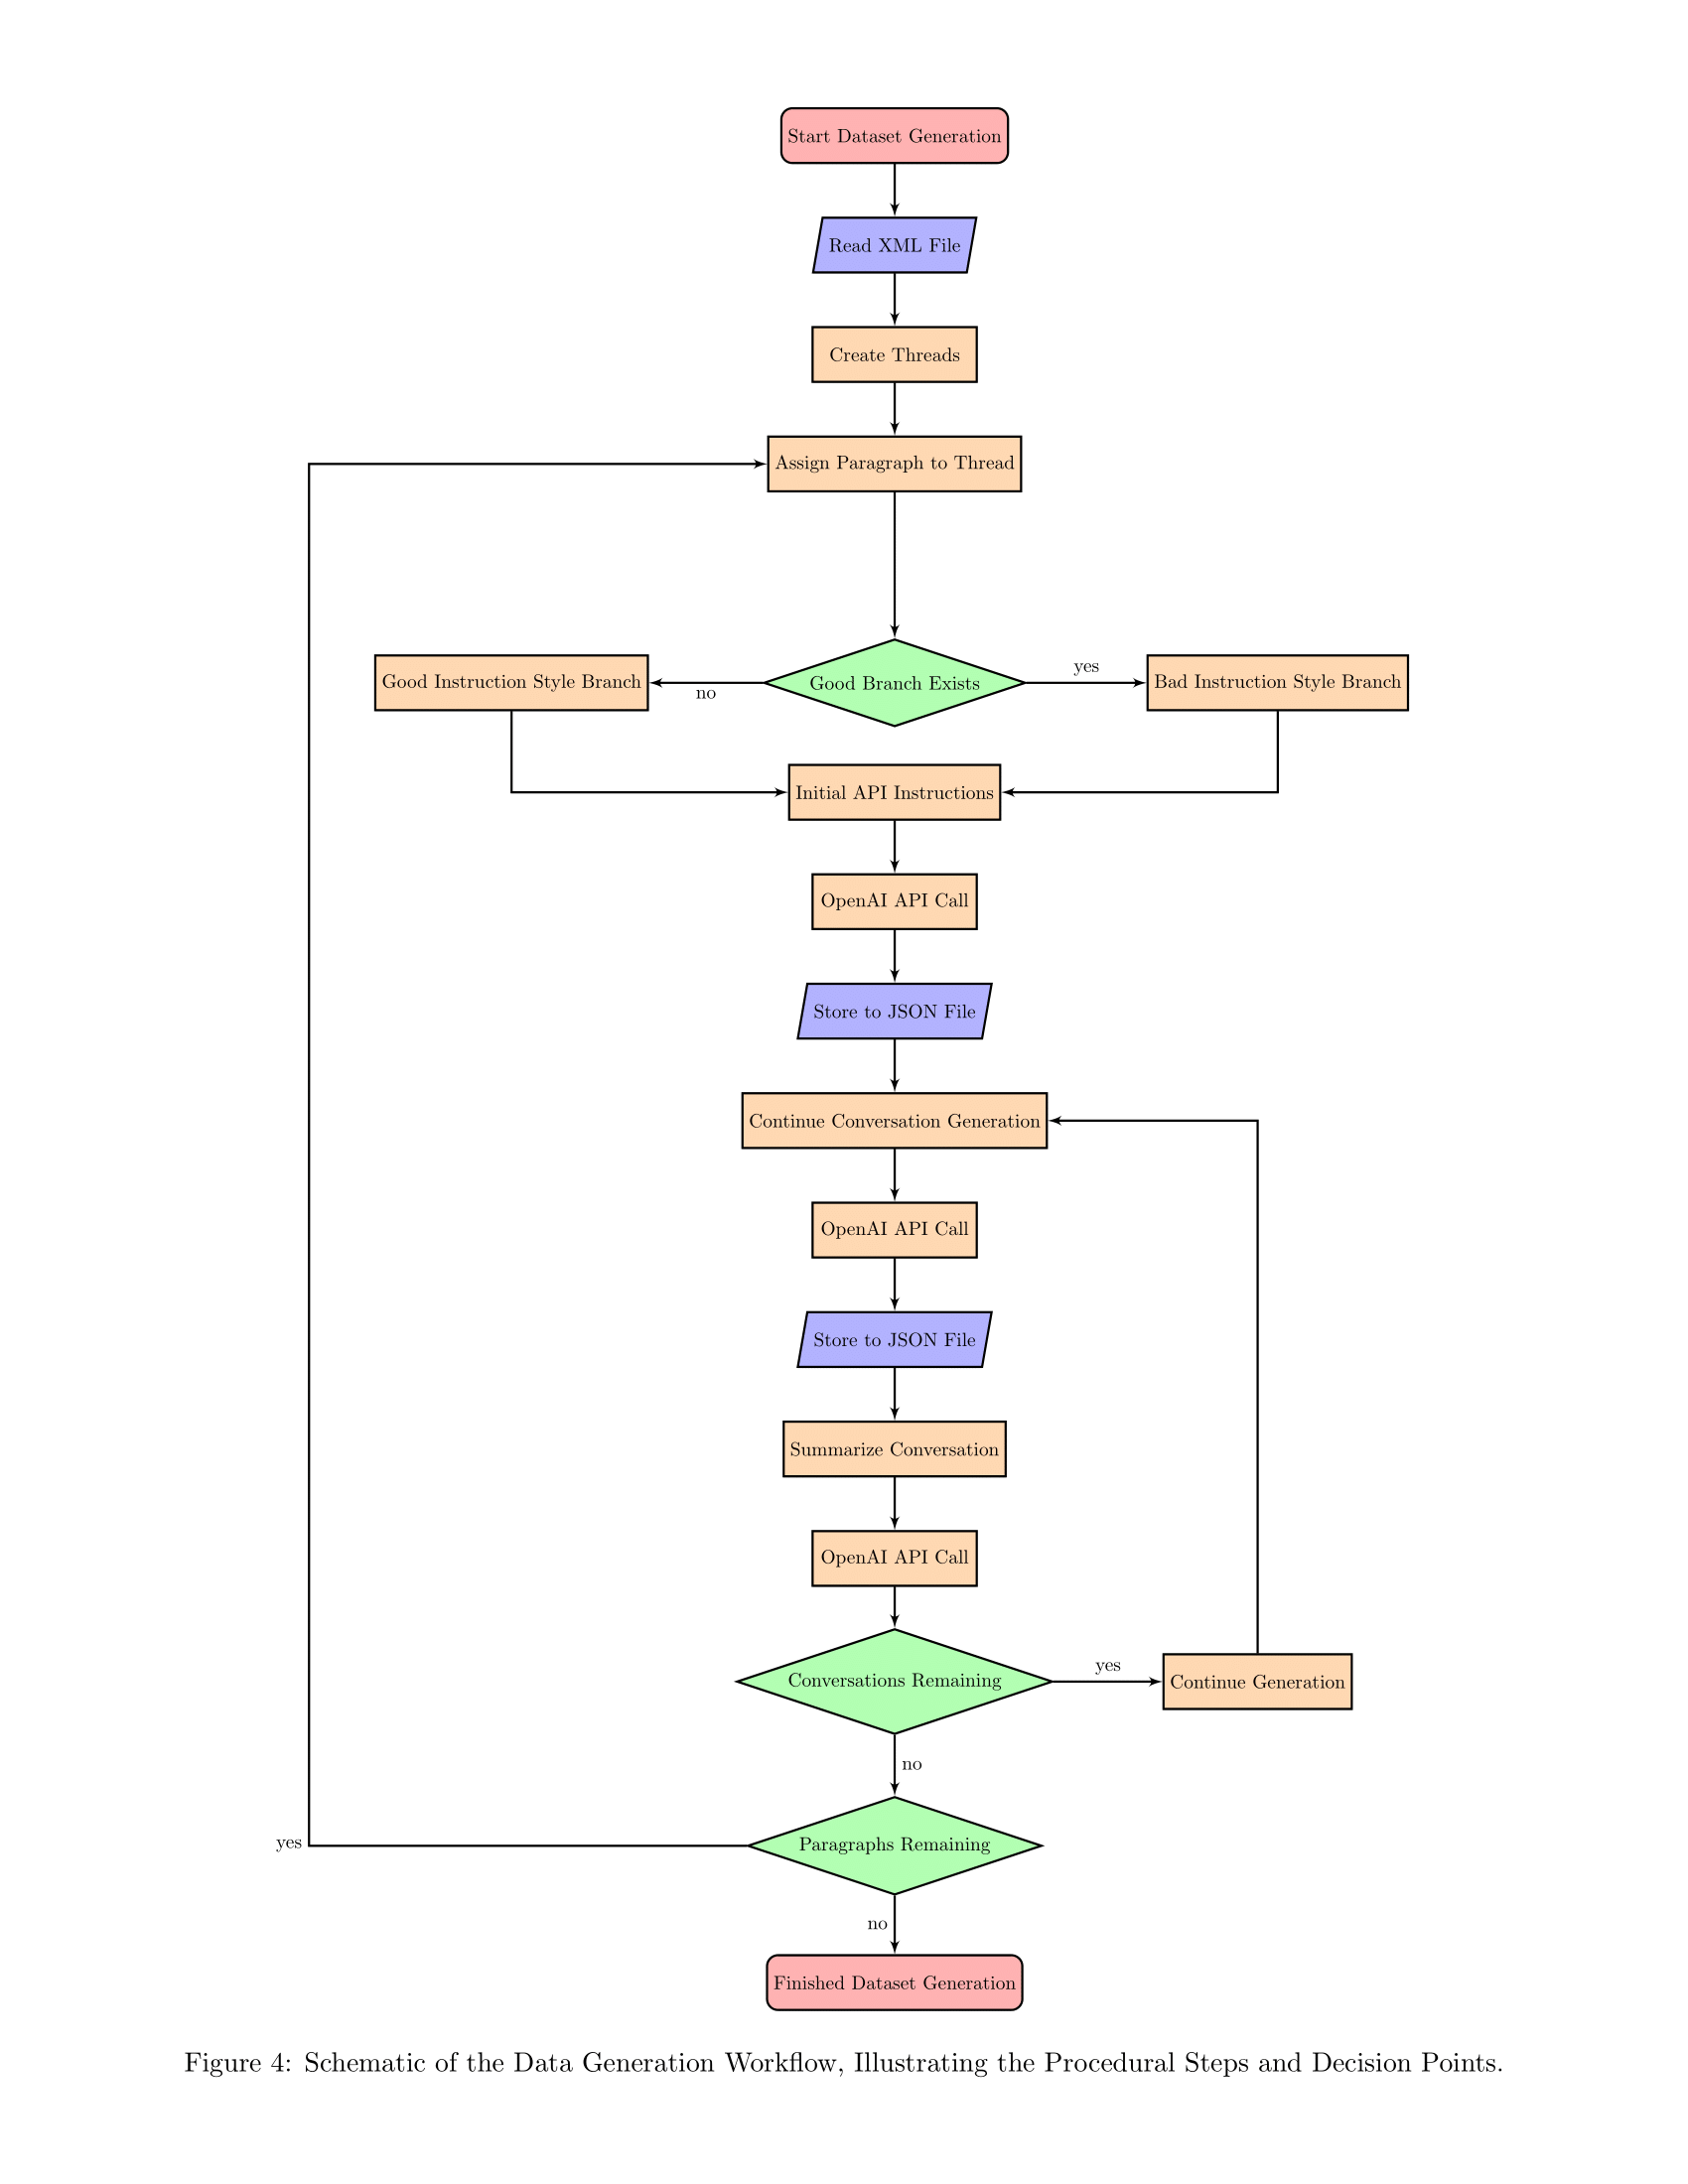 Start Dataset Generation
Read XML File
Create Threads
Assign Paragraph to Thread
Good Instruction Style Branch
no
Good Branch Exists
yes
Bad Instruction Style Branch
Initial API Instructions
OpenAI API Call
Store to JSON File
Continue Conversation Generation
OpenAI API Call
Store to JSON File
Summarize Conversation
OpenAI API Call
Conversations Remaining
yes
Continue Generation
no
yes
Paragraphs Remaining
no
Finished Dataset Generation
Figure 4: Schematic of the Data Generation Workflow, Illustrating the Procedural Steps and Decision Points.